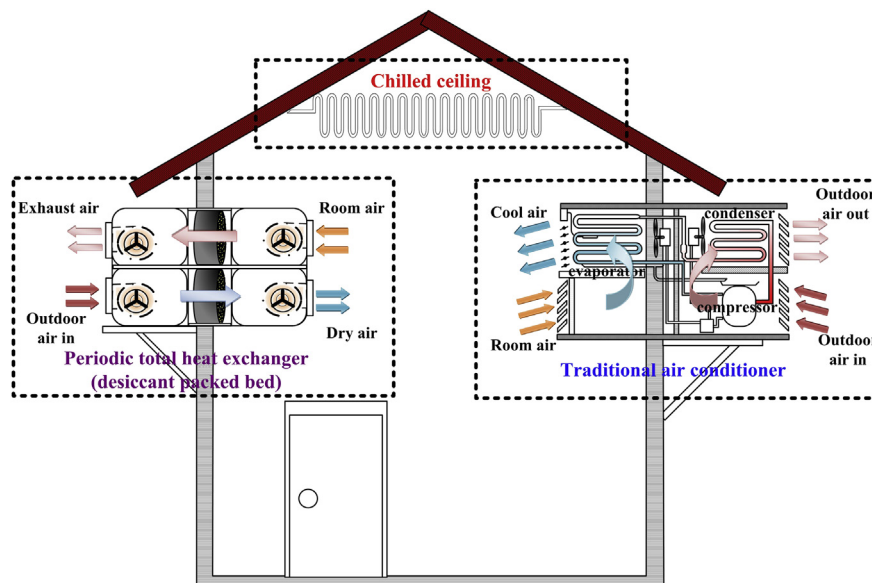 Chilled ceiling
Exhaust air
Room air
Outdoor
air in
Dry air
Periodic total heat exchanger
(desiccant packed bed)
Cool air
condenser
Outdoor
air out
evaporator
compressor
Room air
Outdoor
air in
Traditional air conditioner